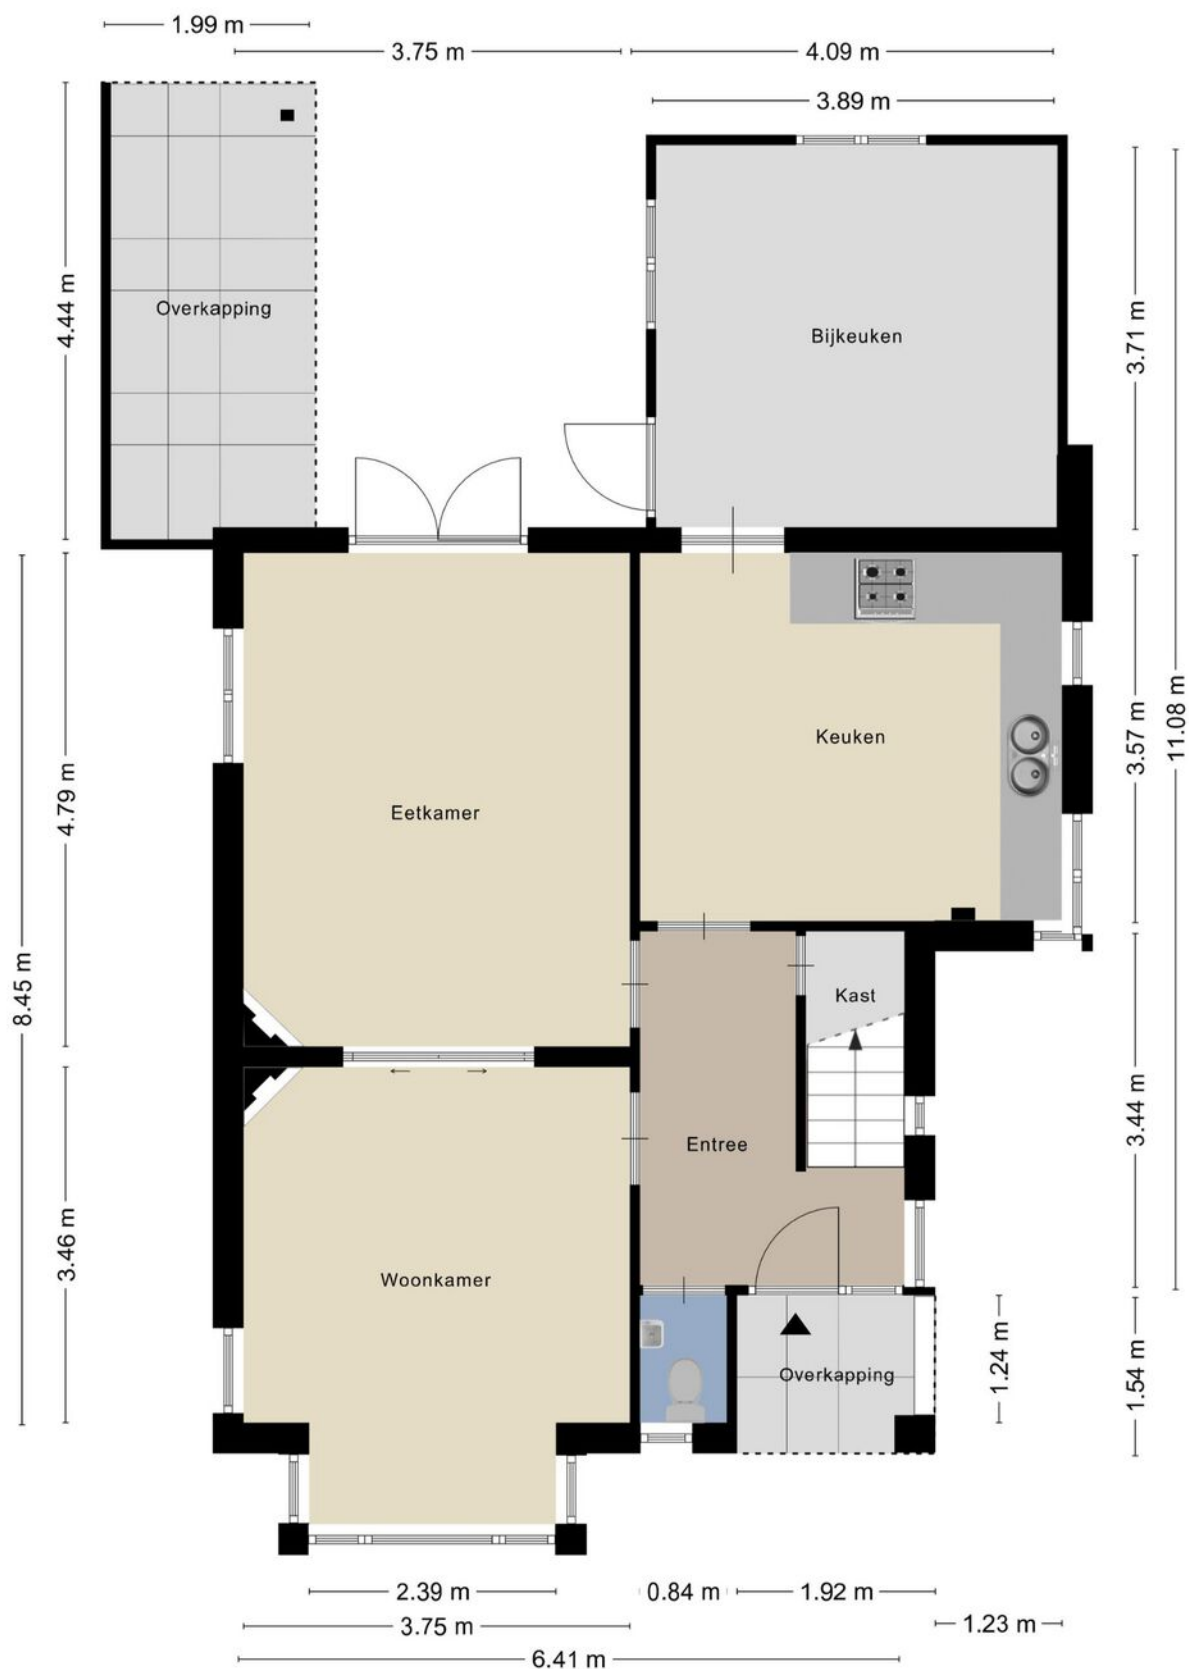 1.99 m
3.75 m
4.09 m
3.89 m
4.44 m
Overkapping
Bijkeuken
3.71 m
11.08 m
8.45 m
4.79 m
Eetkamer
Keuken
3.57 m
Kast
3.44 m
Entree
3.46 m
Woonkamer
Overkapping
1.24 m
1.54 m
2.39 m
0.84 m
1.92 m
3.75 m
1.23 m
6.41 m